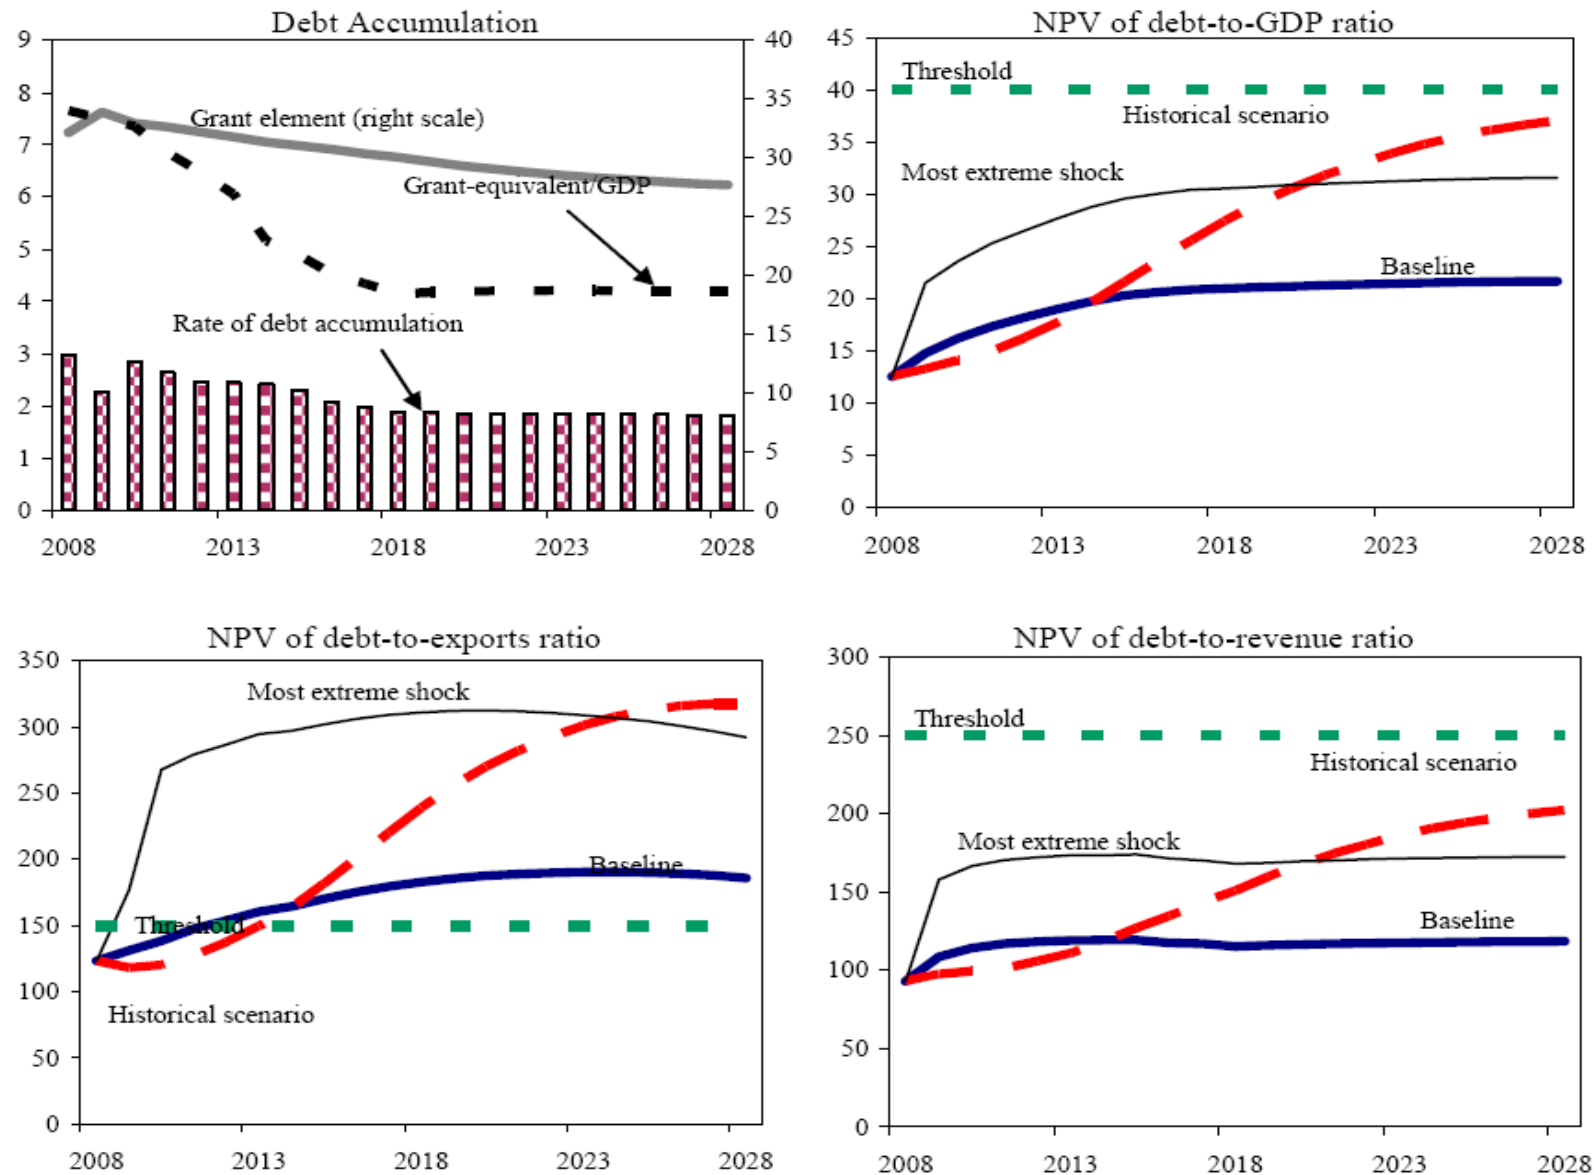 Debt Accumulation
9
8
7
6
5
4
3
2
1
0
40
35
30
25
20
15
10
5
0
Grant element (right scale)
Grant-equivalent/GDP
Rate of debt accumulation
2008 2013 2018 2023 2028
NPV of debt-to-GDP ratio
45
40
35
30
25
20
15
10
5
0
Threshold
Historical scenario
Most extreme shock
Baseline
2008 2013 2018 2023 2028
NPV of debt-to-exports ratio
350
300
250
200
150
100
50
0
Most extreme shock
Baseline
Threshold
Historical scenario
2008 2013 2018 2023 2028
NPV of debt-to-revenue ratio
300
250
200
150
100
50
0
Threshold
Historical scenario
Most extreme shock
Baseline
2008 2013 2018 2023 2028